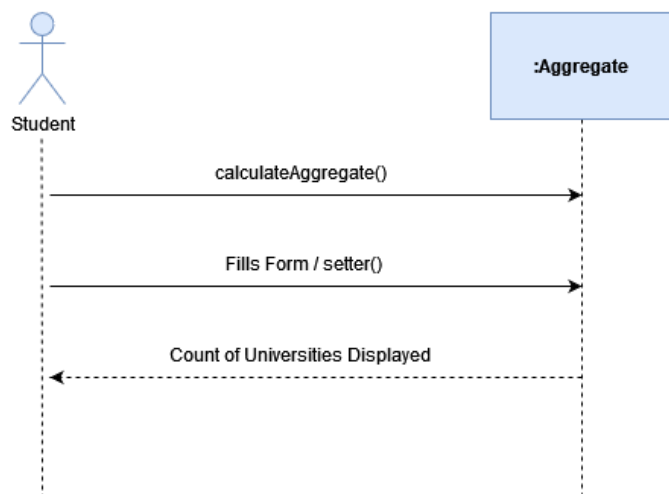 :Aggregate
Student
calculateAggregate()
Fills Form / setter()
Count of Universities Displayed